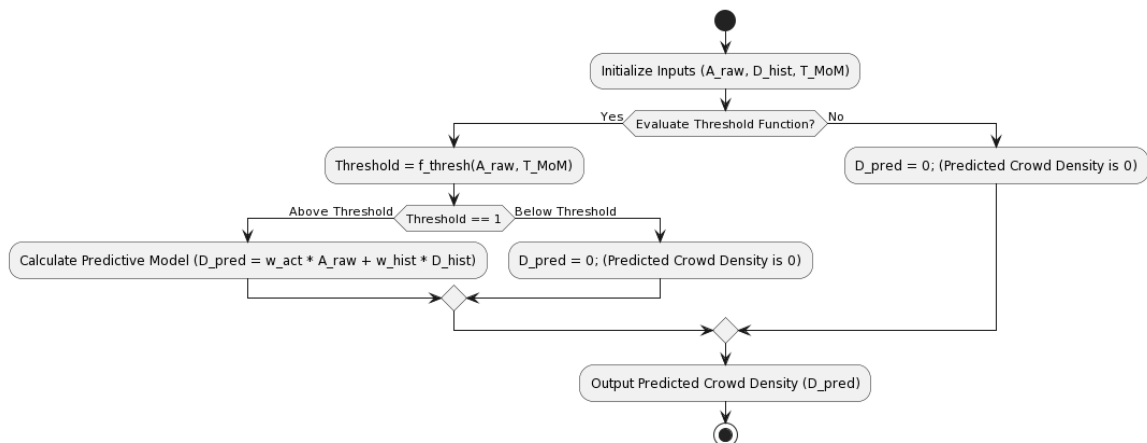 Initialize Inputs (A_raw, D_hist, T_MoM)
Yes
Evaluate Threshold Function?
No
Threshold = f_thresh(A_raw, T_MoM)
D_pred = 0; (Predicted Crowd Density is 0)
Above Threshold
Threshold == 1
Below Threshold
Calculate Predictive Model (D_pred = w_act * A_raw + w_hist * D_hist)
D_pred = 0; (Predicted Crowd Density is 0)
Output Predicted Crowd Density (D_pred)